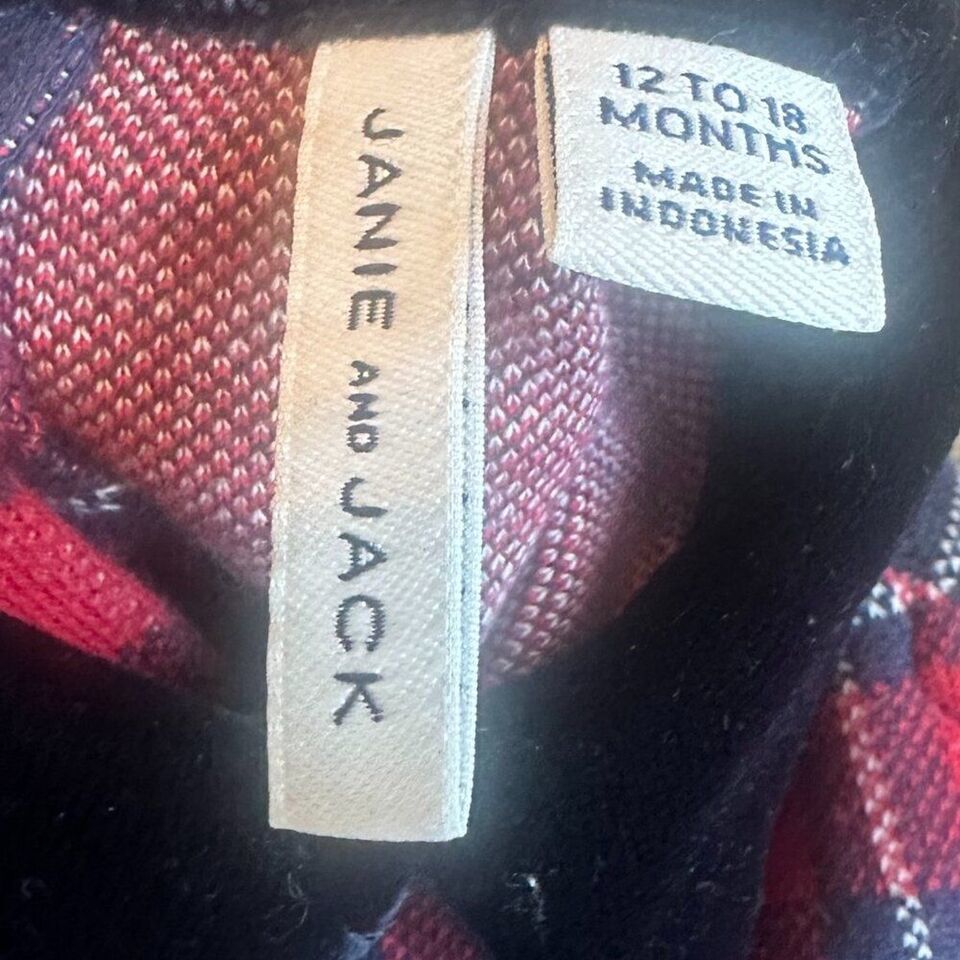 JANIE AND JACK
12 TO 18
MONTHS
MADE IN
INDONESIA